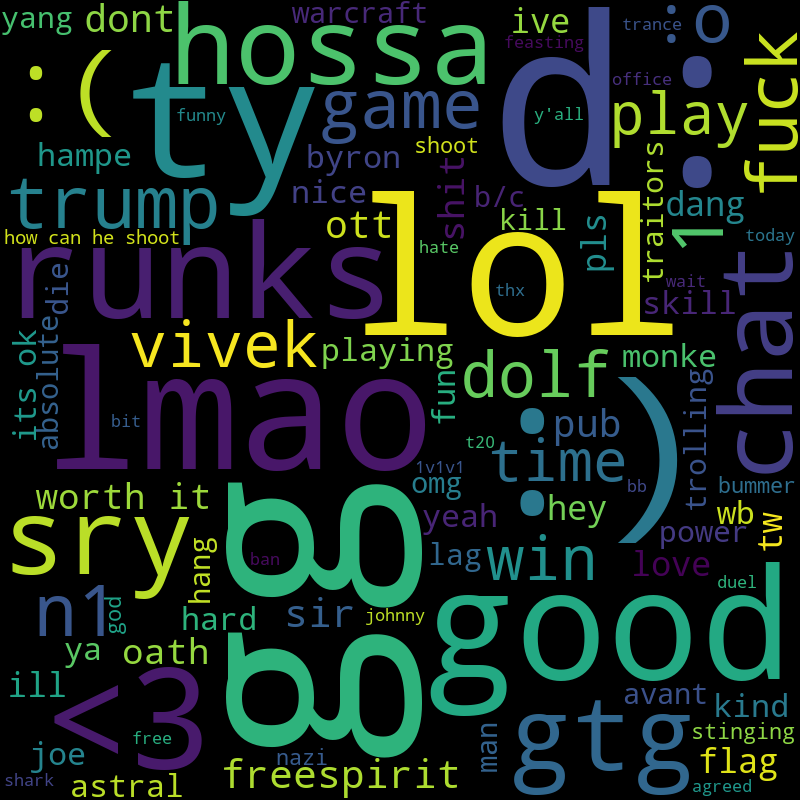 yang
dont
hossa
warcraft
ive
:o
trance
feasting
:(
ty
funny
game
d:
office
y'all
play
fuck
hampe
byron
shoot
shit
nice
b/c
traitors
dang
trump
ott
kill
pls
1
how can he shoot
runks
hate
lol
thx
today
chat
wait
skill
die
its ok
absolute
vivek
playing
dolf
monke
lmao
fun
:)
pub
trolling
bit
t20
time
1v1v1
omg
bb
bummer
worth it
hey
wb
tw
sry
gg
yeah
power
hang
ban
lag
win
love
duel
n1
god
hard
sir
johnny
good
ya
oath
ill
<3
avant
kind
man
gtg
stinging
free
joe
nazi
flag
shark
astral
freespirit
agreed